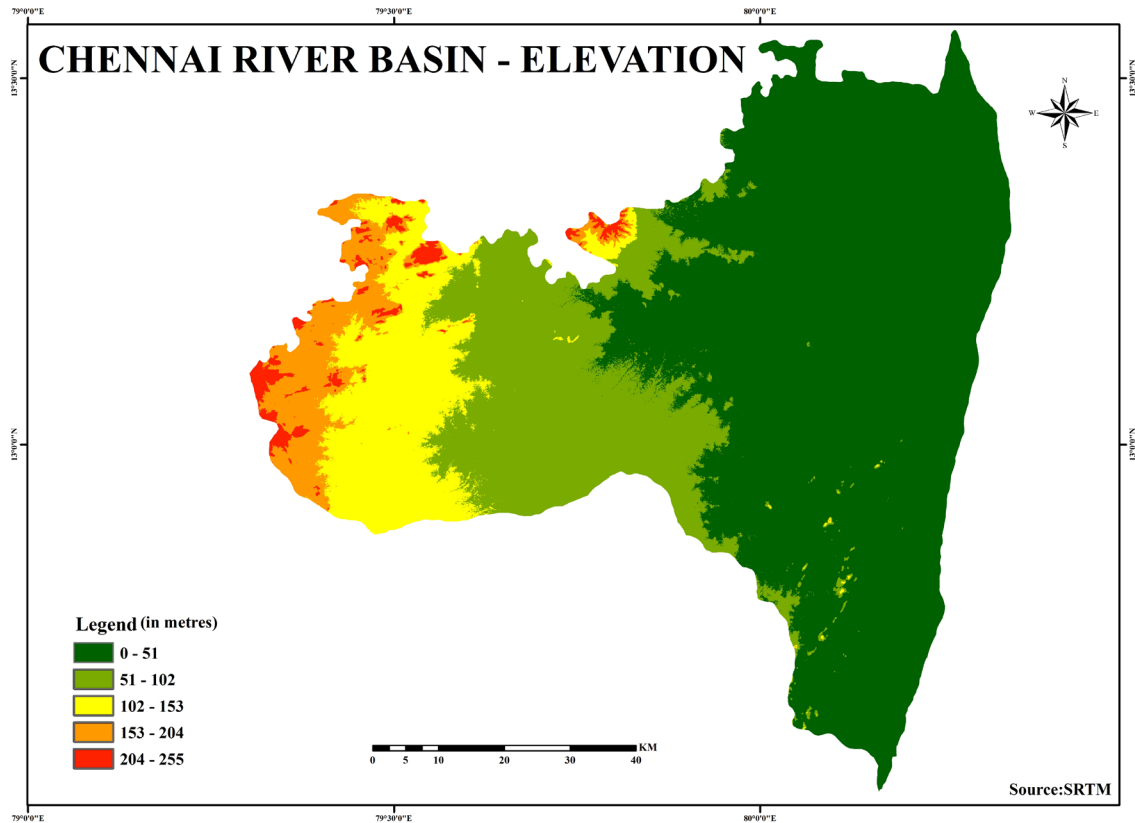 79°0'0"E 79°30'0"E 80°0'0"E
CHENNAI RIVER BASIN - ELEVATION
13°30'0"N 13°30'0"N
N
W E
S
13°0'0"N 13°0'0"N
Legend (in metres)
0 - 51
51 - 102
102 - 153
153 - 204
204 - 255
KM
0 5 10 20 30 40
Source:SRTM
79°0'0"E 79°30'0"E 80°0'0"E